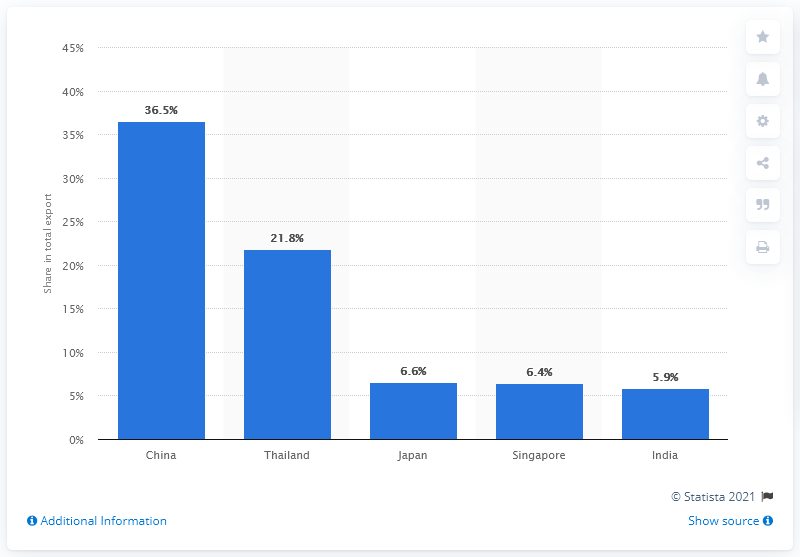 45%
40%
35%
30%
25%
20%
15%
10%
5%
0%
Share in total export
36.5%
21.8%
6.6%
6.4%
5.9%
China
Thailand
Japan
Singapore
India
© Statista 2021
Additional Information
Show source